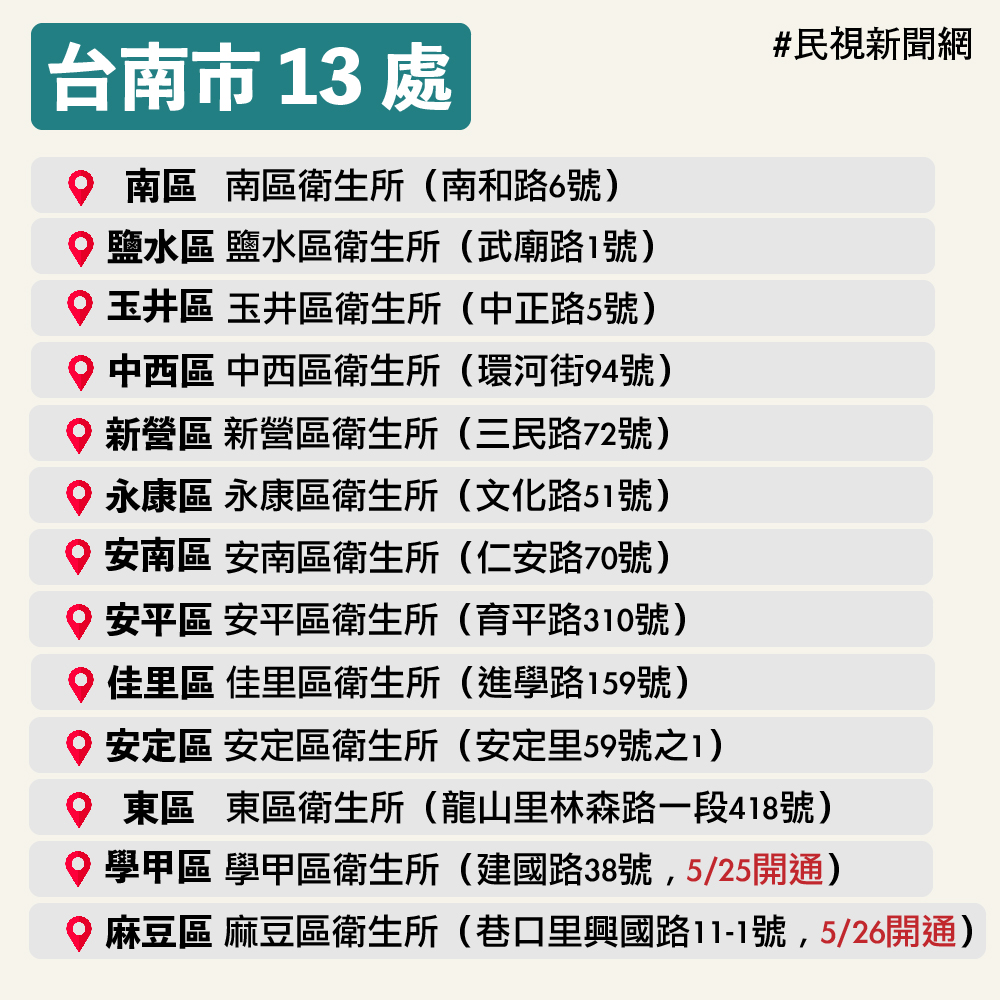 台南市 13 處
#民視新聞網
南區 南區衛生所（南和路6號）
鹽水區 鹽水區衛生所（武廟路1號）
玉井區 玉井區衛生所（中正路5號）
中西區 中西區衛生所（環河街94號）
新營區 新營區衛生所（三民路72號）
永康區 永康區衛生所（文化路51號）
安南區 安南區衛生所（仁安路70號）
安平區 安平區衛生所（育平路310號）
佳里區 佳里區衛生所（進學路159號）
安定區 安定區衛生所（安定里59號之1）
東區 東區衛生所（龍山里林森路一段418號）
學甲區 學甲區衛生所（建國路38號，5/25開通）
麻豆區 麻豆區衛生所（巷口里興國路11-1號，5/26開通）